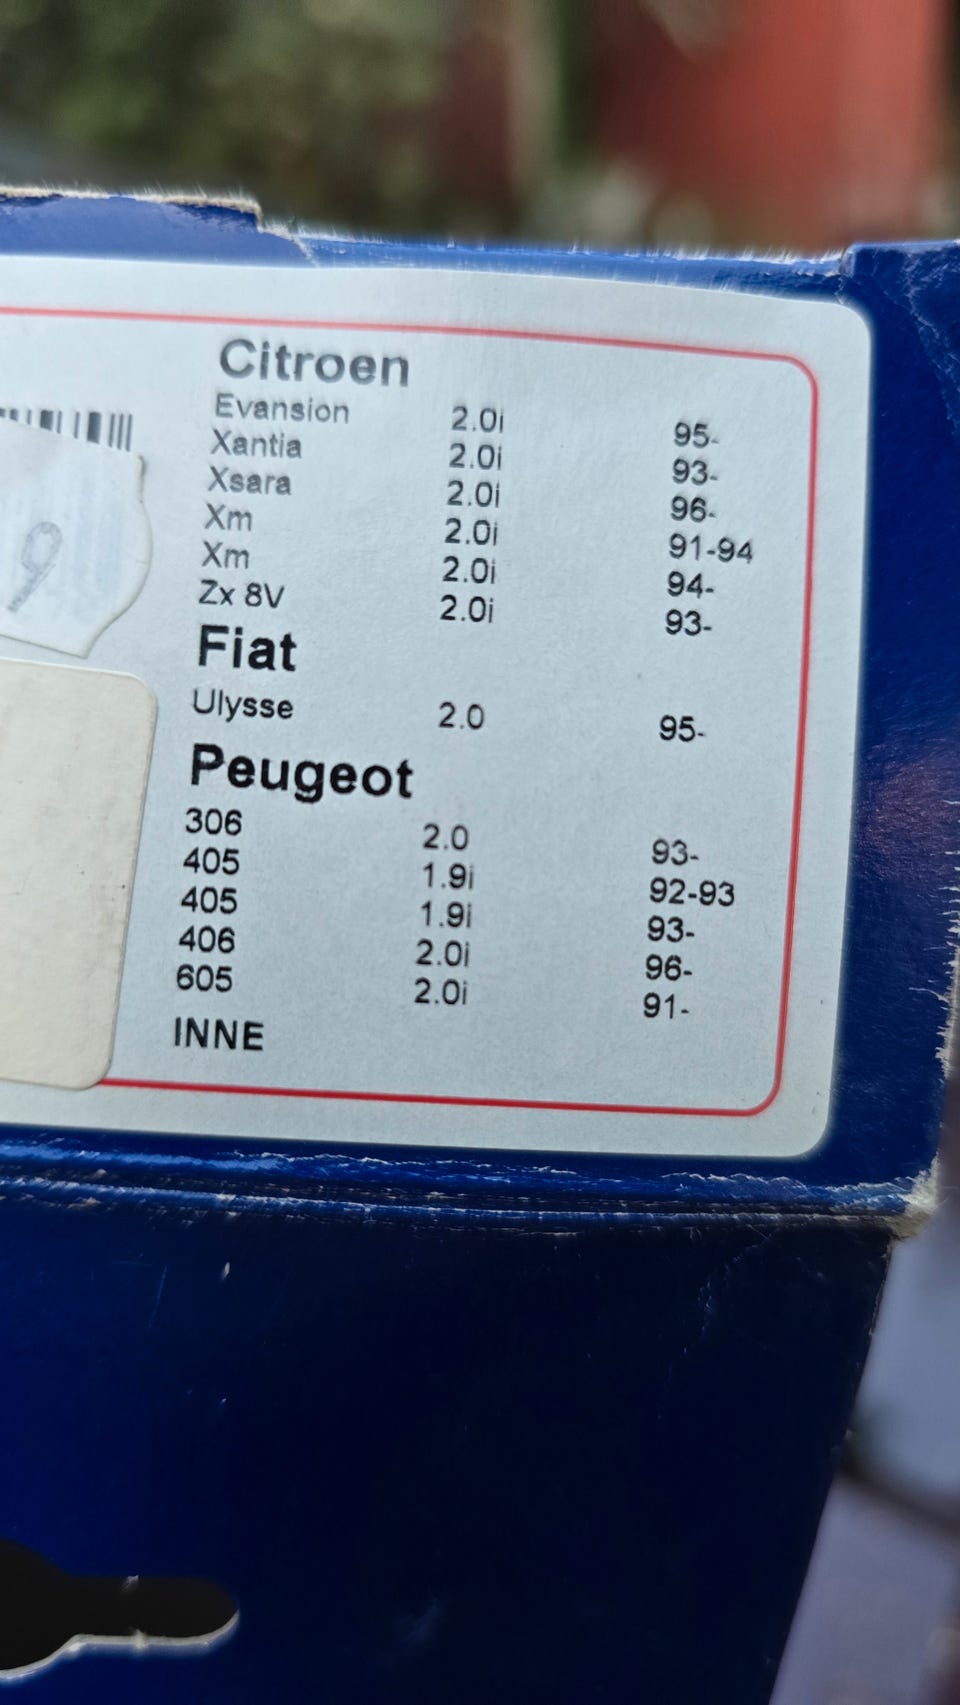 Citroen
Evansion 2.0i 95-
Xantia 2.0i 93-
Xsara 2.0i 96-
Xm 2.0i 91-94
Xm 2.0i 94-
Zx 8V 2.0i 93-
Fiat
Ulysse 2.0 95-
Peugeot
306 2.0 93-
405 1.9i 92-93
405 1.9i 93-
406 2.0i 96-
605 2.0i 91-
INNE
9